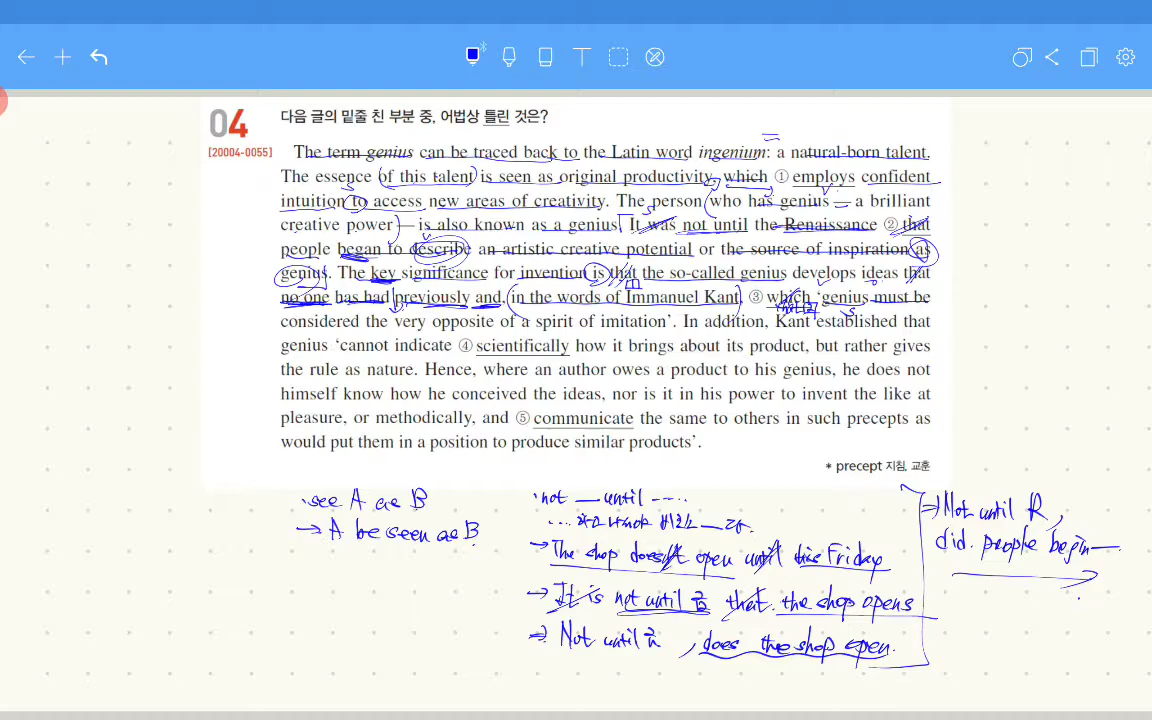 04 다음 글의 밑줄 친 부분 중, 어법상 틀린 것은?
[20004-0055] The term genius can be traced back to the Latin word ingenium: a natural-born talent.
The essence of this talent is seen as original productivity, which ① employs confident
intuition to access new areas of creativity. The person who has genius — a brilliant
creative power — is also known as a genius. It was not until the Renaissance ② that
people began to describe an artistic creative potential or the source of inspiration as
genius. The key significance for invention is that the so-called genius develops ideas that
no one has had previously and, in the words of Immanuel Kant, ③ which ‘genius must be
considered the very opposite of a spirit of imitation’. In addition, Kant established that
genius ‘cannot indicate ④ scientifically how it brings about its product, but rather gives
the rule as nature. Hence, where an author owes a product to his genius, he does not
himself know how he conceived the ideas, nor is it in his power to invent the like at
pleasure, or methodically, and ⑤ communicate the same to others in such precepts as
would put them in a position to produce similar products’.
* precept 지침, 교훈
·see A as B
→ A be seen as B
·not — until ....
→ The shop doesn't open until this Friday
→ It is not until 금 that the shop opens
→ Not until 금, does the shop open.
⇒ Not until R,
did people begin —